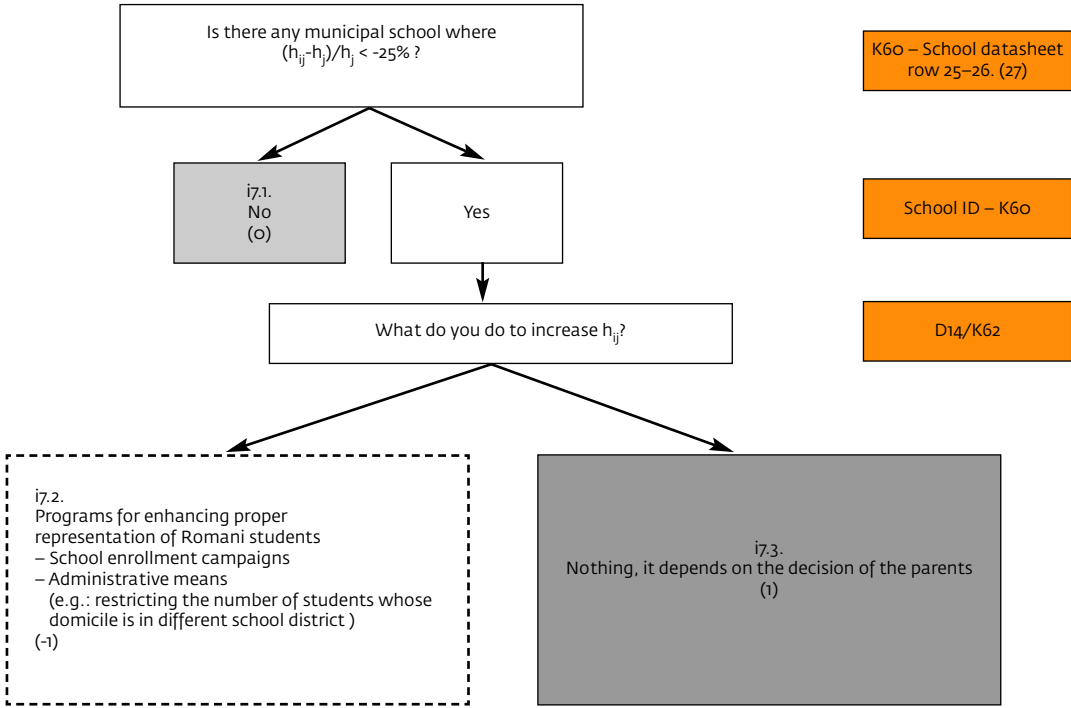 Is there any municipal school where
(hij-hj)/hj < -25% ?
K60 – School datasheet
row 25–26. (27)
i7.1.
No
(0)
Yes
School ID – K60
What do you do to increase hij?
D14/K62
i7.2.
Programs for enhancing proper
representation of Romani students
– School enrollment campaigns
– Administrative means
(e.g.: restricting the number of students whose
domicile is in different school district )
(-1)
i7.3.
Nothing, it depends on the decision of the parents
(1)